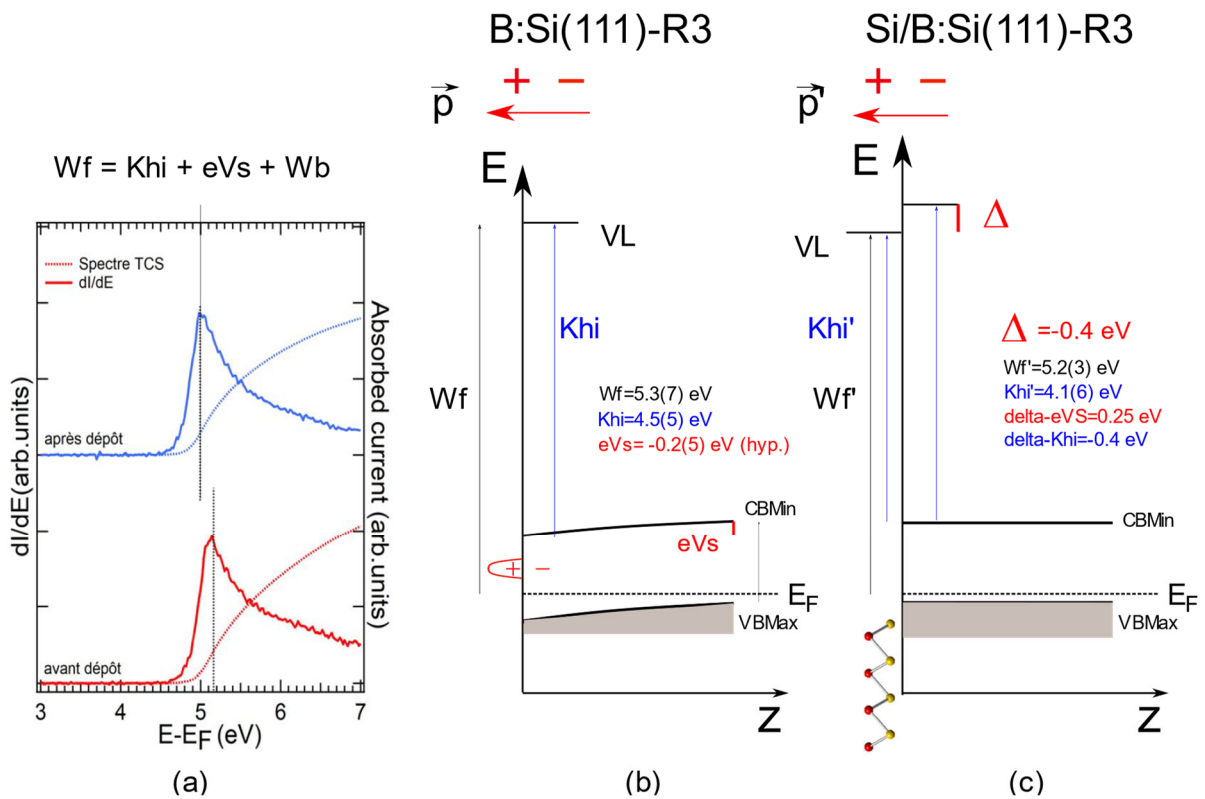 B:Si(111)-R3
Si/B:Si(111)-R3
+ −
p
+ −
p'
Wf = Khi + eVs + Wb
Spectre TCS
dI/dE
après dépôt
avant dépôt
dI/dE(arb.units)
Absorbed current (arb.units)
3 4 5 6 7
E-EF (eV)
(a)
E
VL
Khi
Wf
Wf=5.3(7) eV
Khi=4.5(5) eV
eVs= -0.2(5) eV (hyp.)
CBMin
eVs
+ −
EF
VBMax
Z
(b)
E
Δ
VL
Khi'
Δ =-0.4 eV
Wf'
Wf'=5.2(3) eV
Khi'=4.1(6) eV
delta-eVS=0.25 eV
delta-Khi=-0.4 eV
CBMin
EF
VBMax
Z
(c)